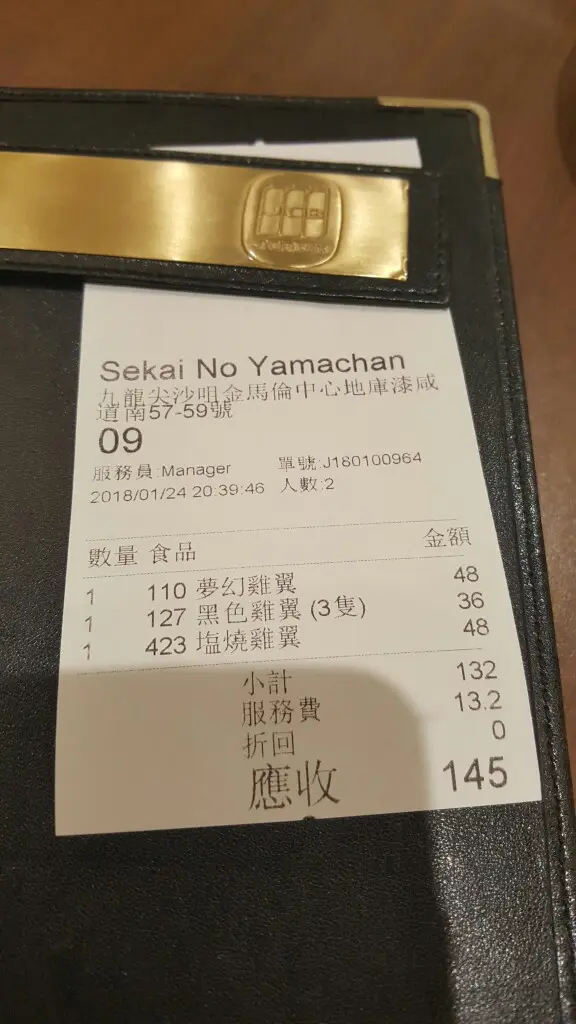 JCB
Sekai No Yamachan
九龍尖沙咀金馬倫中心地庫漆咸
道南57-59號
09
服務員:Manager 單號:J180100964
2018/01/24 20:39:46 人數:2
數量 食品 金額
1 110 夢幻雞翼 48
1 127 黑色雞翼 (3隻) 36
1 423 塩燒雞翼 48
小計 132
服務費 13.2
折回 0
應收 145